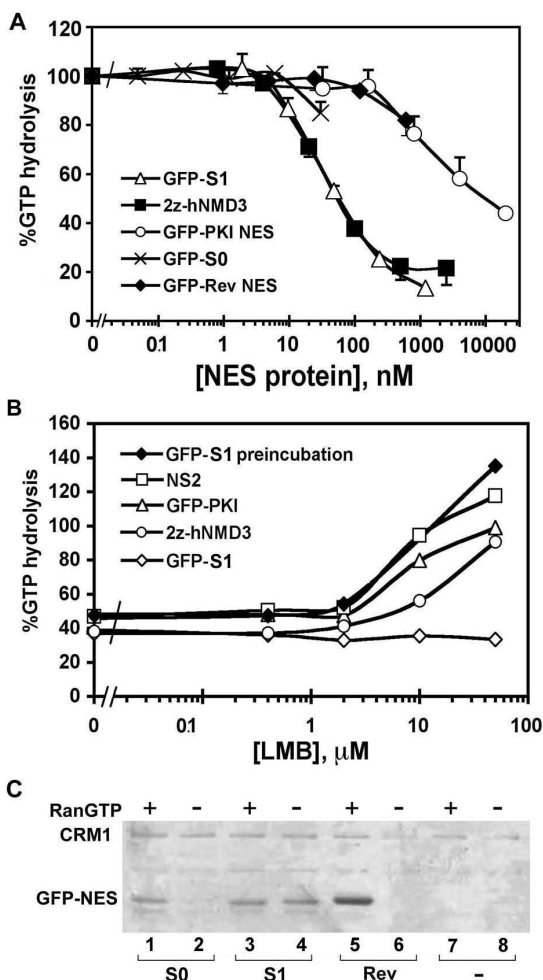 A
120
100
80
60
40
20
0
%GTP hydrolysis
GFP-S1
2z-hNMD3
GFP-PKI NES
GFP-S0
GFP-Rev NES
0 0.1 1 10 100 1000 10000
[NES protein], nM
B
160
140
120
100
80
60
40
20
0
%GTP hydrolysis
GFP-S1 preincubation
NS2
GFP-PKI
2z-hNMD3
GFP-S1
0 0.1 1 10 100
[LMB], μM
C
RanGTP + - + - + - + -
CRM1
GFP-NES
1 2 3 4 5 6 7 8
S0 S1 Rev -